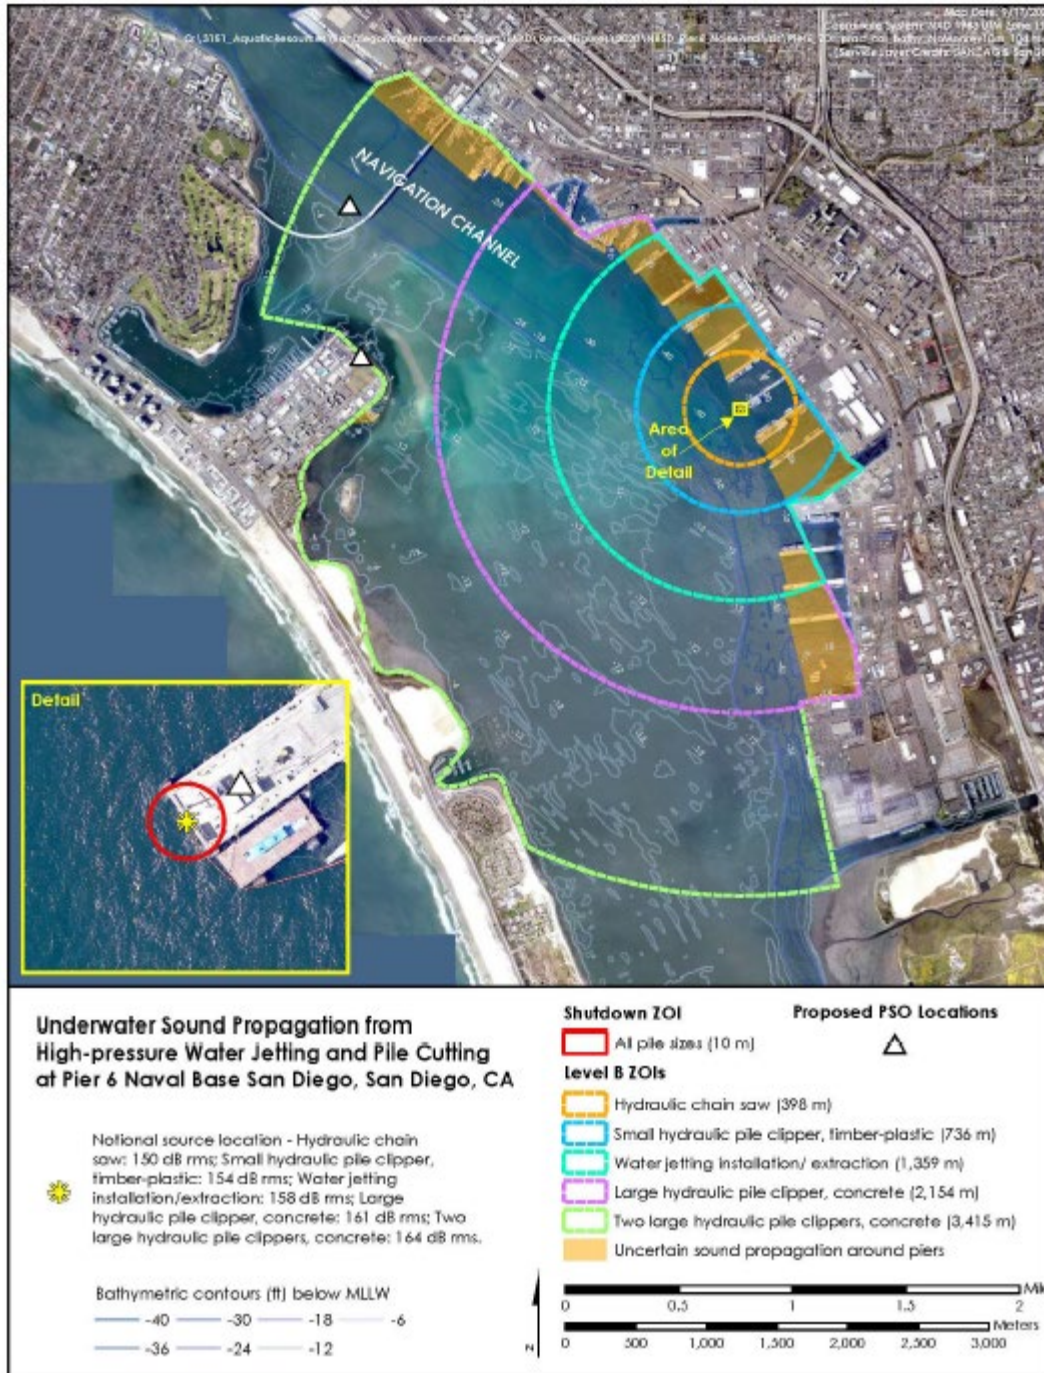 Map Date: 9/17/20
NAVIGATION CHANNEL
Area
of
Detail
Detail
Underwater Sound Propagation from
High-pressure Water Jetting and Pile Cutting
at Pier 6 Naval Base San Diego, San Diego, CA
Notional source location - Hydraulic chain
saw: 150 dB rms; Small hydraulic pile clipper,
timber-plastic: 154 dB rms; Water jetting
installation/extraction: 158 dB rms; Large
hydraulic pile clipper, concrete: 161 dB rms; Two
large hydraulic pile clippers, concrete: 164 dB rms.
Bathymetric contours (ft) below MLLW
-40 -30 -18 -6
-36 -24 -12
Shutdown ZOI
All pile sizes (10 m)
Proposed PSO Locations
Level B ZOIs
Hydraulic chain saw (398 m)
Small hydraulic pile clipper, timber-plastic (736 m)
Water jetting installation/ extraction (1,359 m)
Large hydraulic pile clipper, concrete (2,154 m)
Two large hydraulic pile clippers, concrete (3,415 m)
Uncertain sound propagation around piers
N
Mil
0 0.5 1 1.5 2
Meters
0 500 1,000 1,500 2,000 2,500 3,000